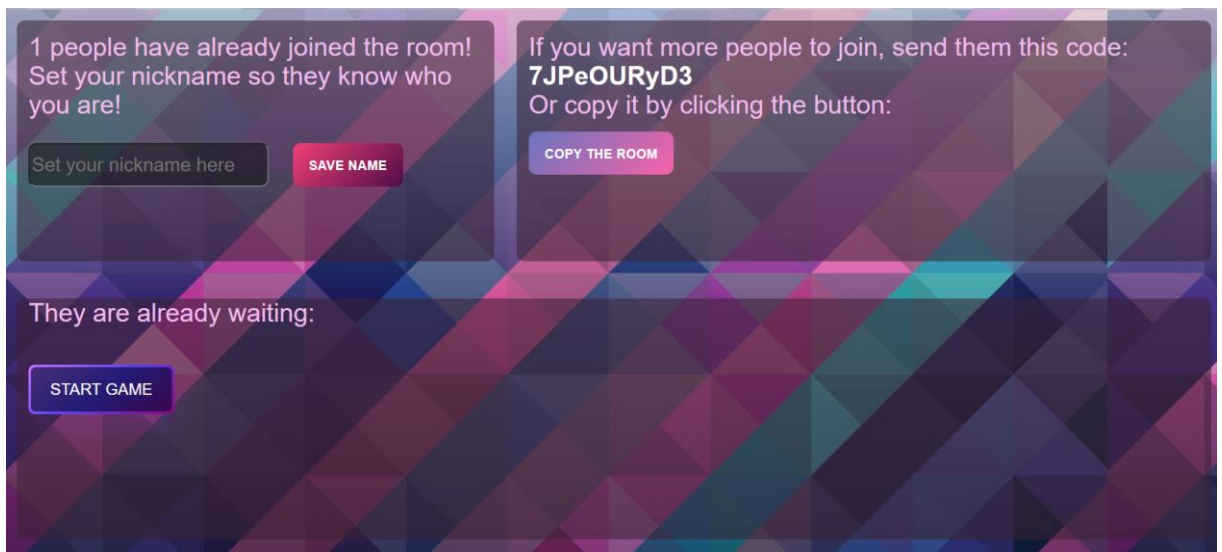 1 people have already joined the room!
Set your nickname so they know who
you are!
Set your nickname here
SAVE NAME
If you want more people to join, send them this code:
7JPeOURyD3
Or copy it by clicking the button:
COPY THE ROOM
They are already waiting:
START GAME